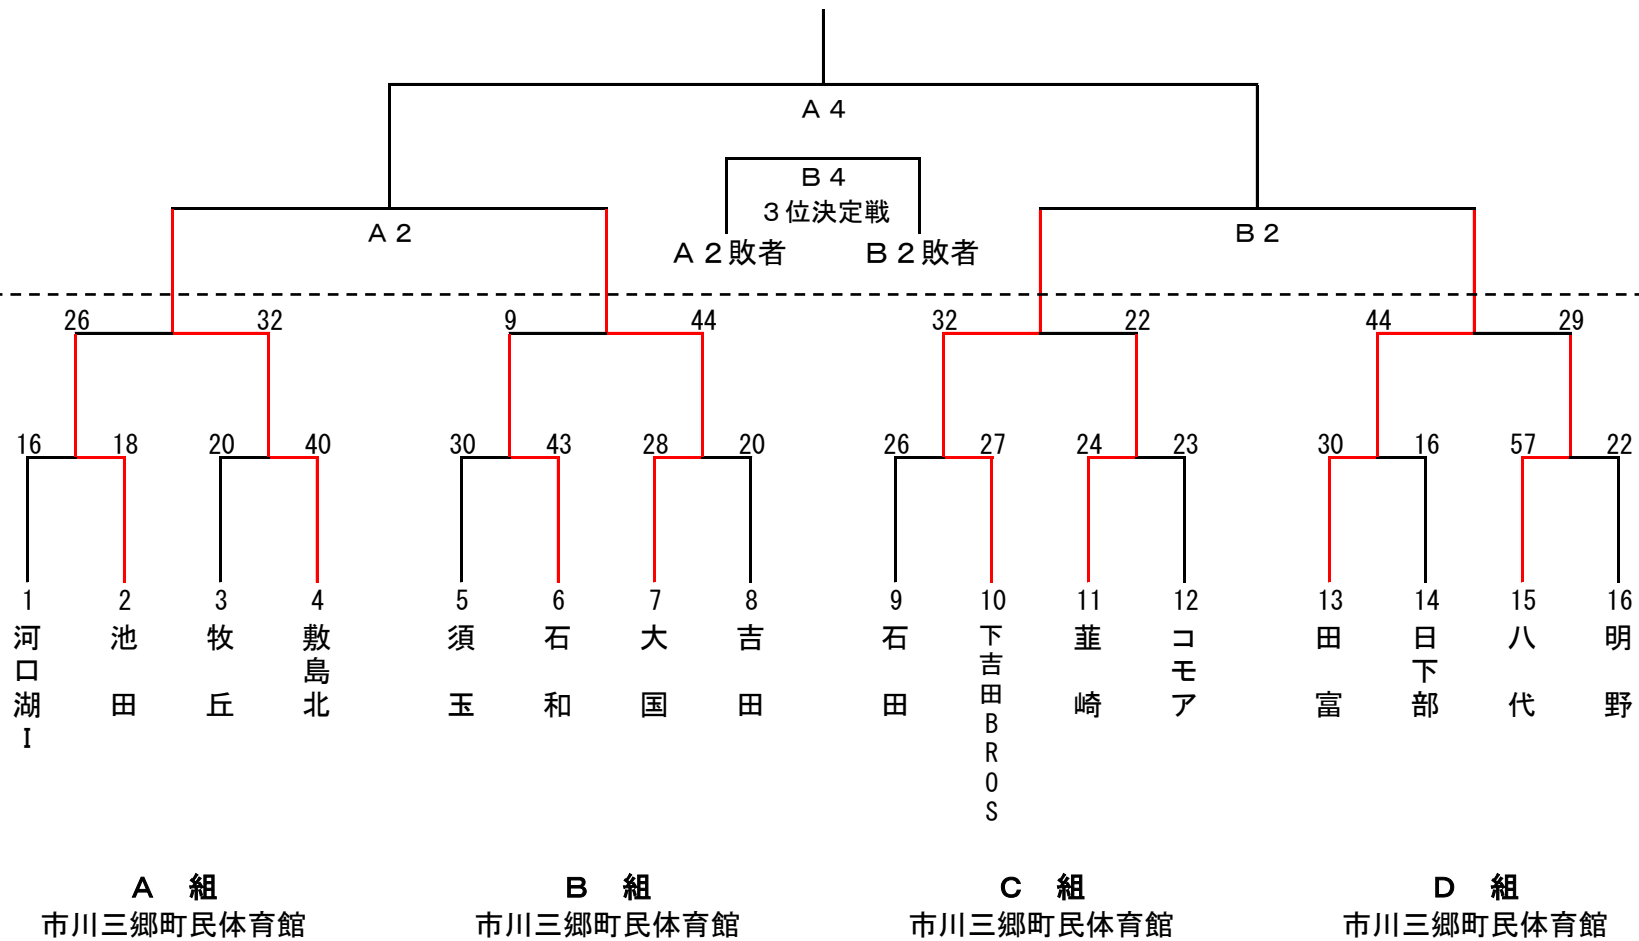 A4
B4
3位決定戦
A2
A2敗者
B2敗者
B2
26
32
9
44
32
22
44
29
16
18
20
40
30
43
28
20
26
27
24
23
30
16
57
22
1
2
3
4
5
6
7
8
9
10
11
12
13
14
15
16
河口湖I
池田
牧丘
敷島北
須玉
石和
大国
吉田
石田
下吉田BROS
韮崎
コモア
田富
日下部
八代
明野
A 組
B 組
C 組
D 組
市川三郷町民体育館
市川三郷町民体育館
市川三郷町民体育館
市川三郷町民体育館